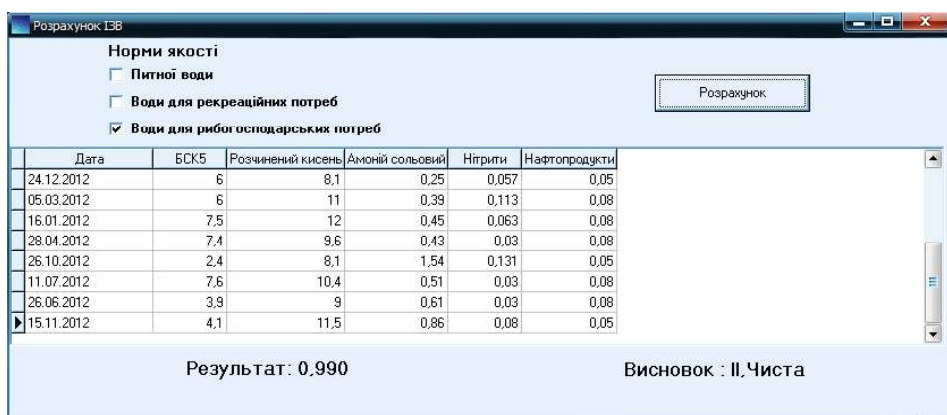 Розрахунок ІЗВ
Норми якості
Питної води
Води для рекреаційних потреб
Води для рибогосподарських потреб
Розрахунок
Дата БСК5 Розчинений кисень Амоній сольовий Нітрити Нафтопродукти
24.12.2012 6 8,1 0,25 0,057 0,05
05.03.2012 6 11 0,39 0,113 0,08
16.01.2012 7,5 12 0,45 0,063 0,08
28.04.2012 7,4 9,6 0,43 0,03 0,08
26.10.2012 2,4 8,1 1,54 0,131 0,05
11.07.2012 7,6 10,4 0,51 0,03 0,08
26.06.2012 3,9 9 0,61 0,03 0,08
15.11.2012 4,1 11,5 0,86 0,08 0,05
Результат: 0,990 Висновок : ІІ,Чиста